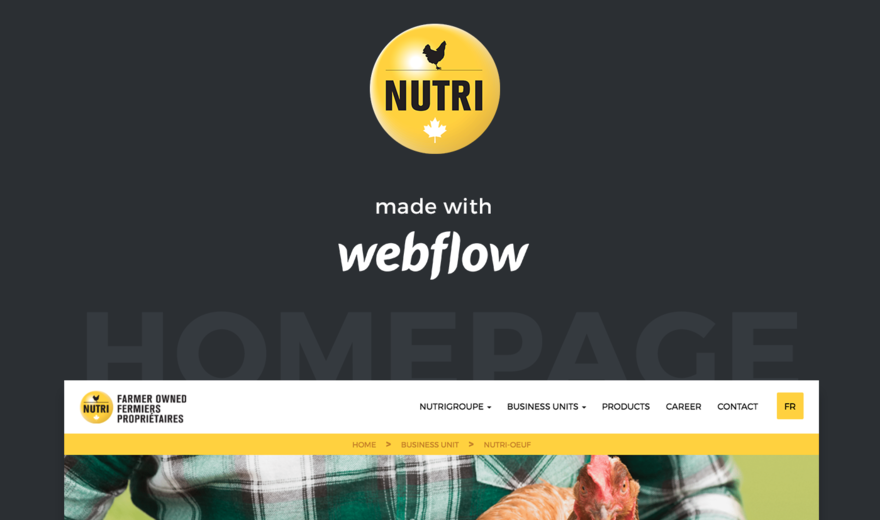 NUTRI
made with
webflow
HOMEPAGE
NUTRI
FARMER OWNED
FERMIERS
PROPRIÉTAIRES
NUTRIGROUPE
BUSINESS UNITS
PRODUCTS
CAREER
CONTACT
FR
HOME > BUSINESS UNIT > NUTRI-OEUF